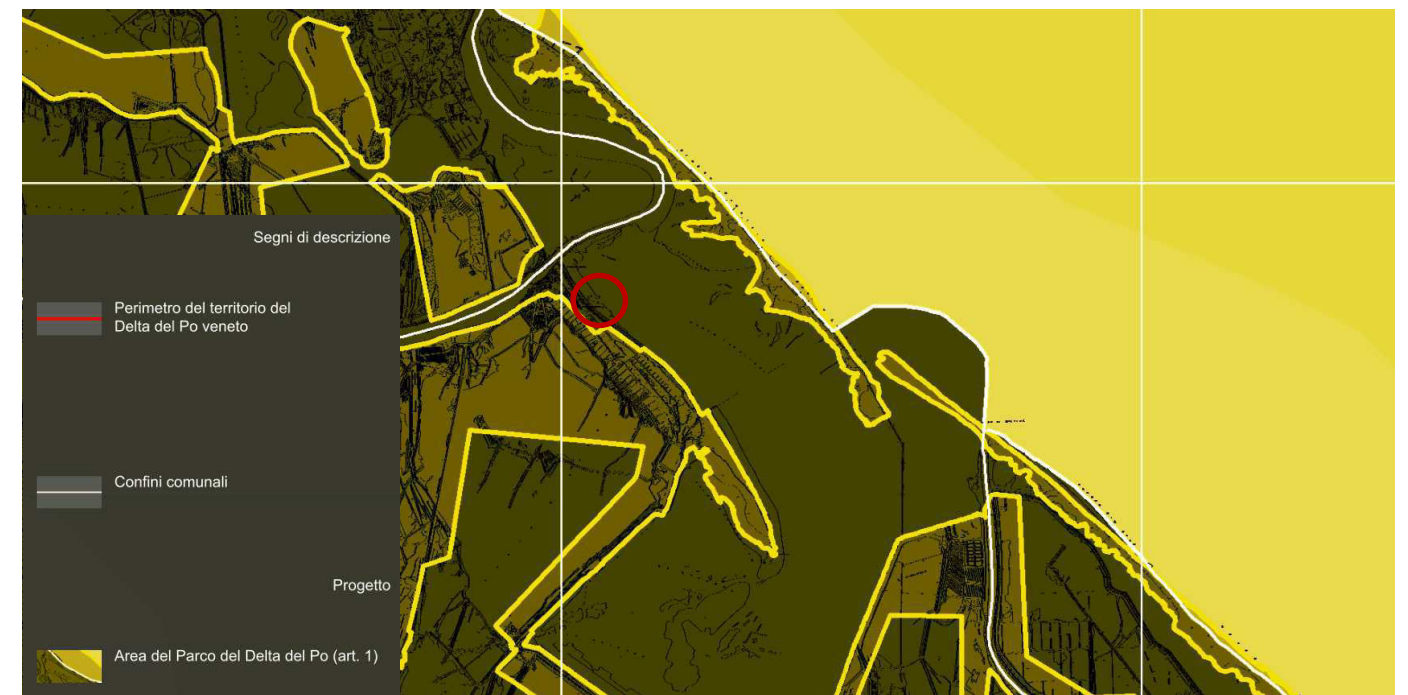 Segni di descrizione
Perimetro del territorio del
Delta del Po veneto
Confini comunali
Progetto
Area del Parco del Delta del Po (art. 1)